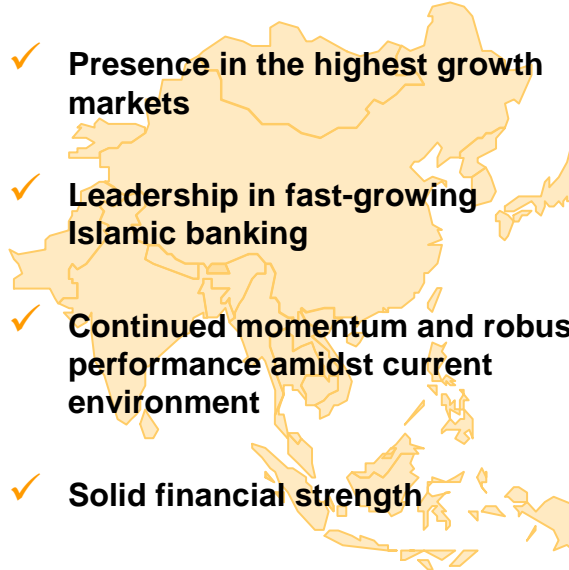 Presence in the highest growth
markets
Leadership in fast-growing
Islamic banking
Continued momentum and robus
performance amidst current
environment
Solid financial strength